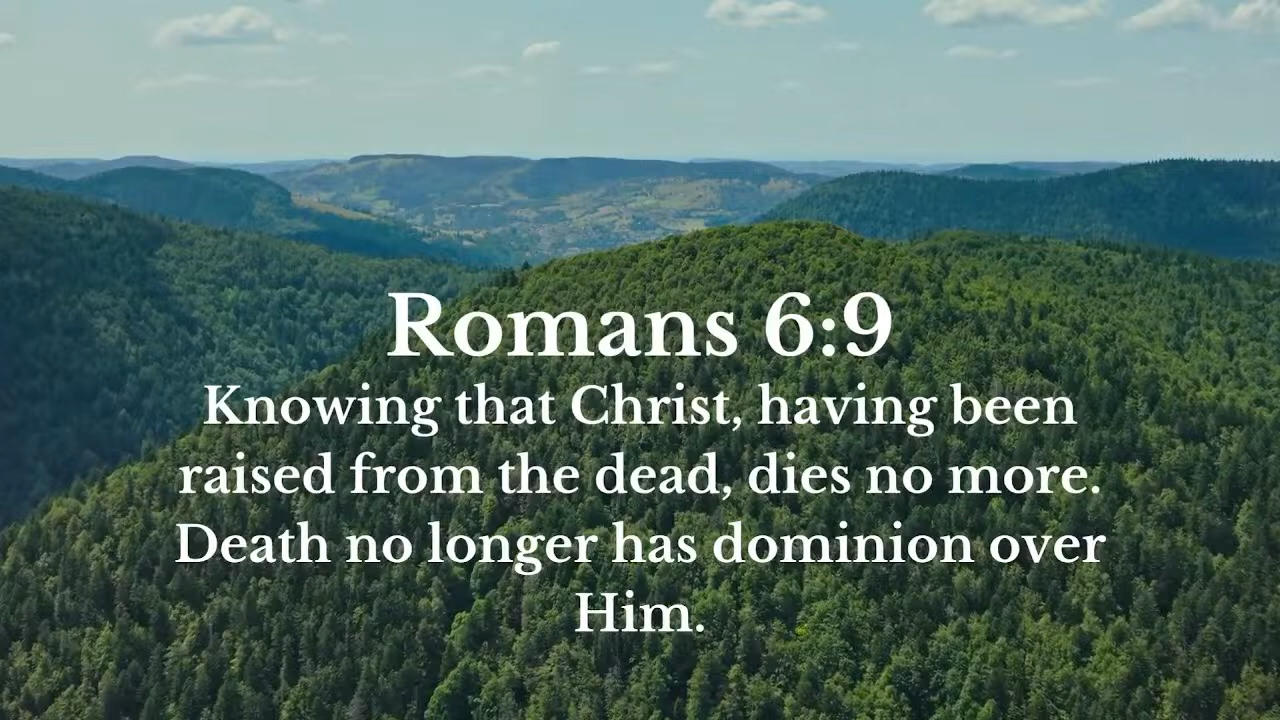 Romans 6:9
Knowing that Christ, having been
raised from the dead, dies no more.
Death no longer has dominion over
Him.